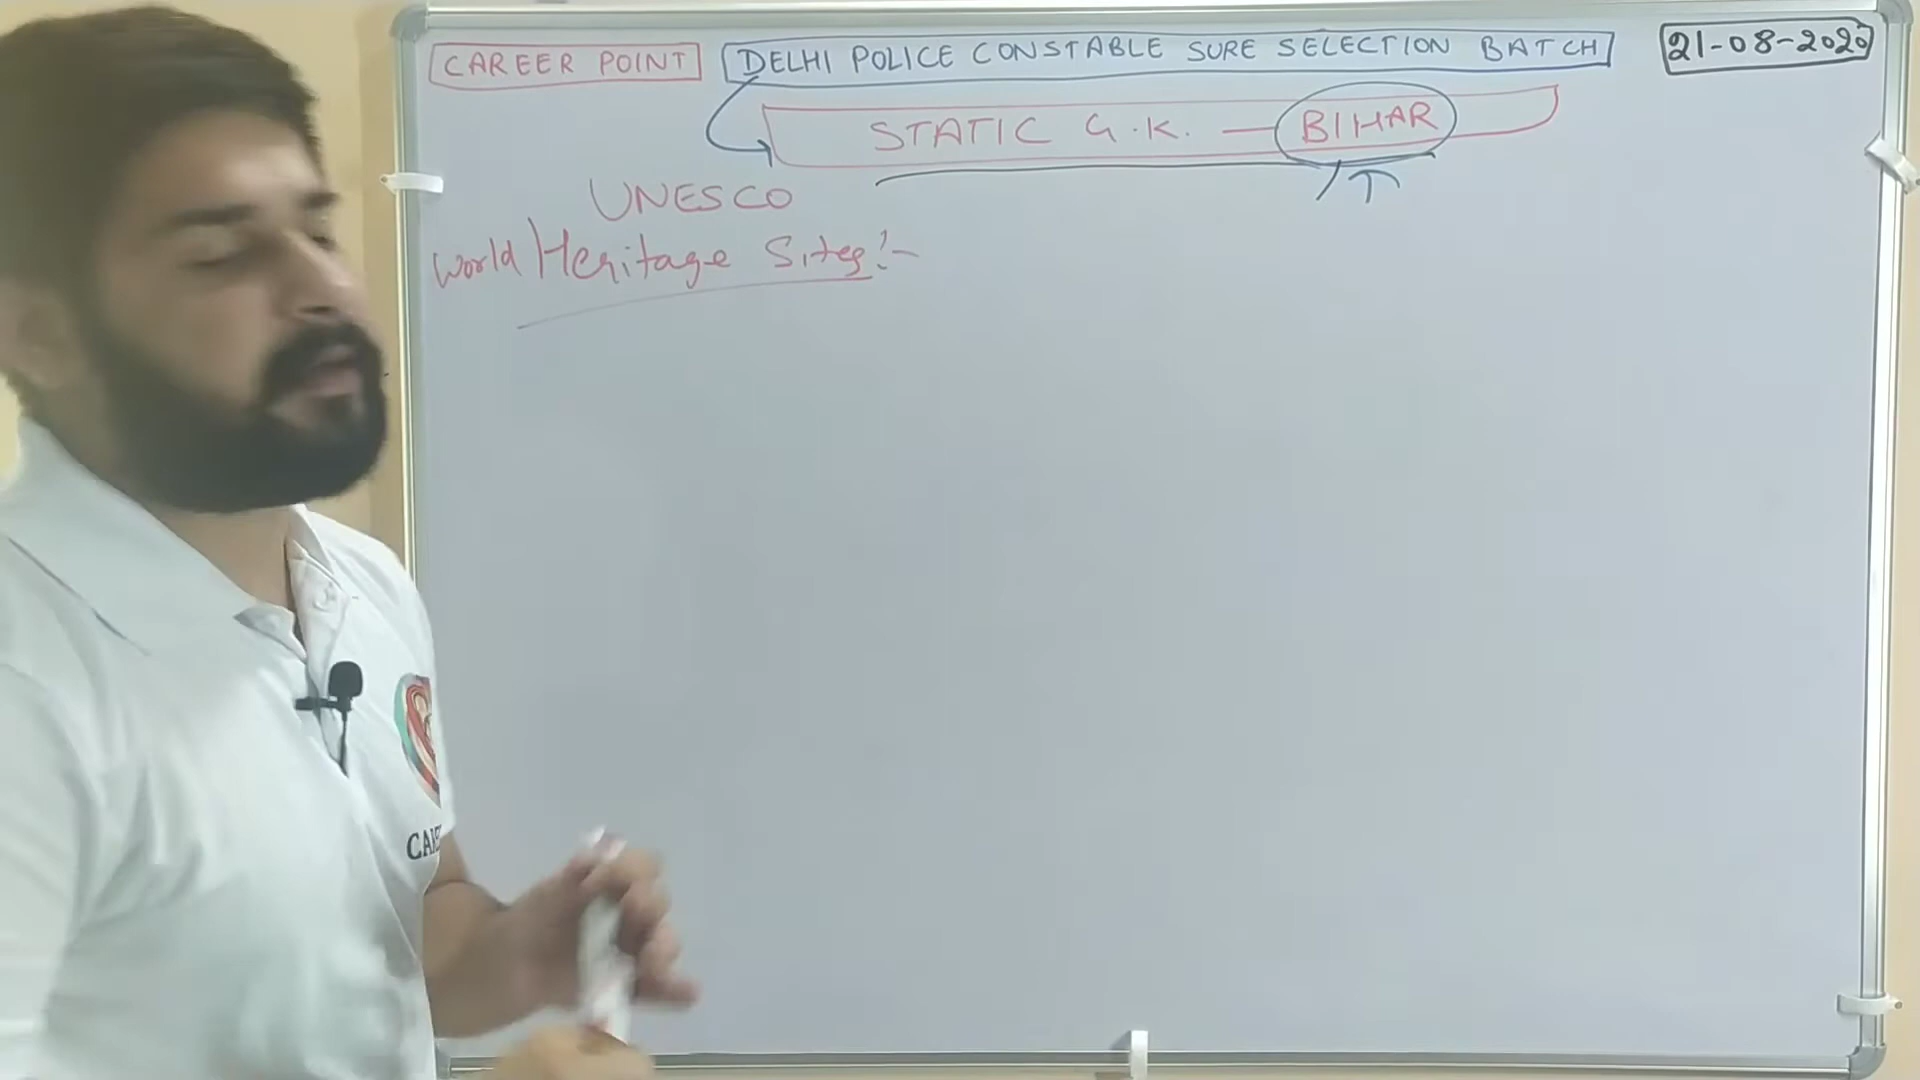 CAREER POINT DELHI POLICE CONSTABLE SURE SELECTION BATCH 21-08-2020
STATIC G.K. — BIHAR
UNESCO
World Heritage Sites:-